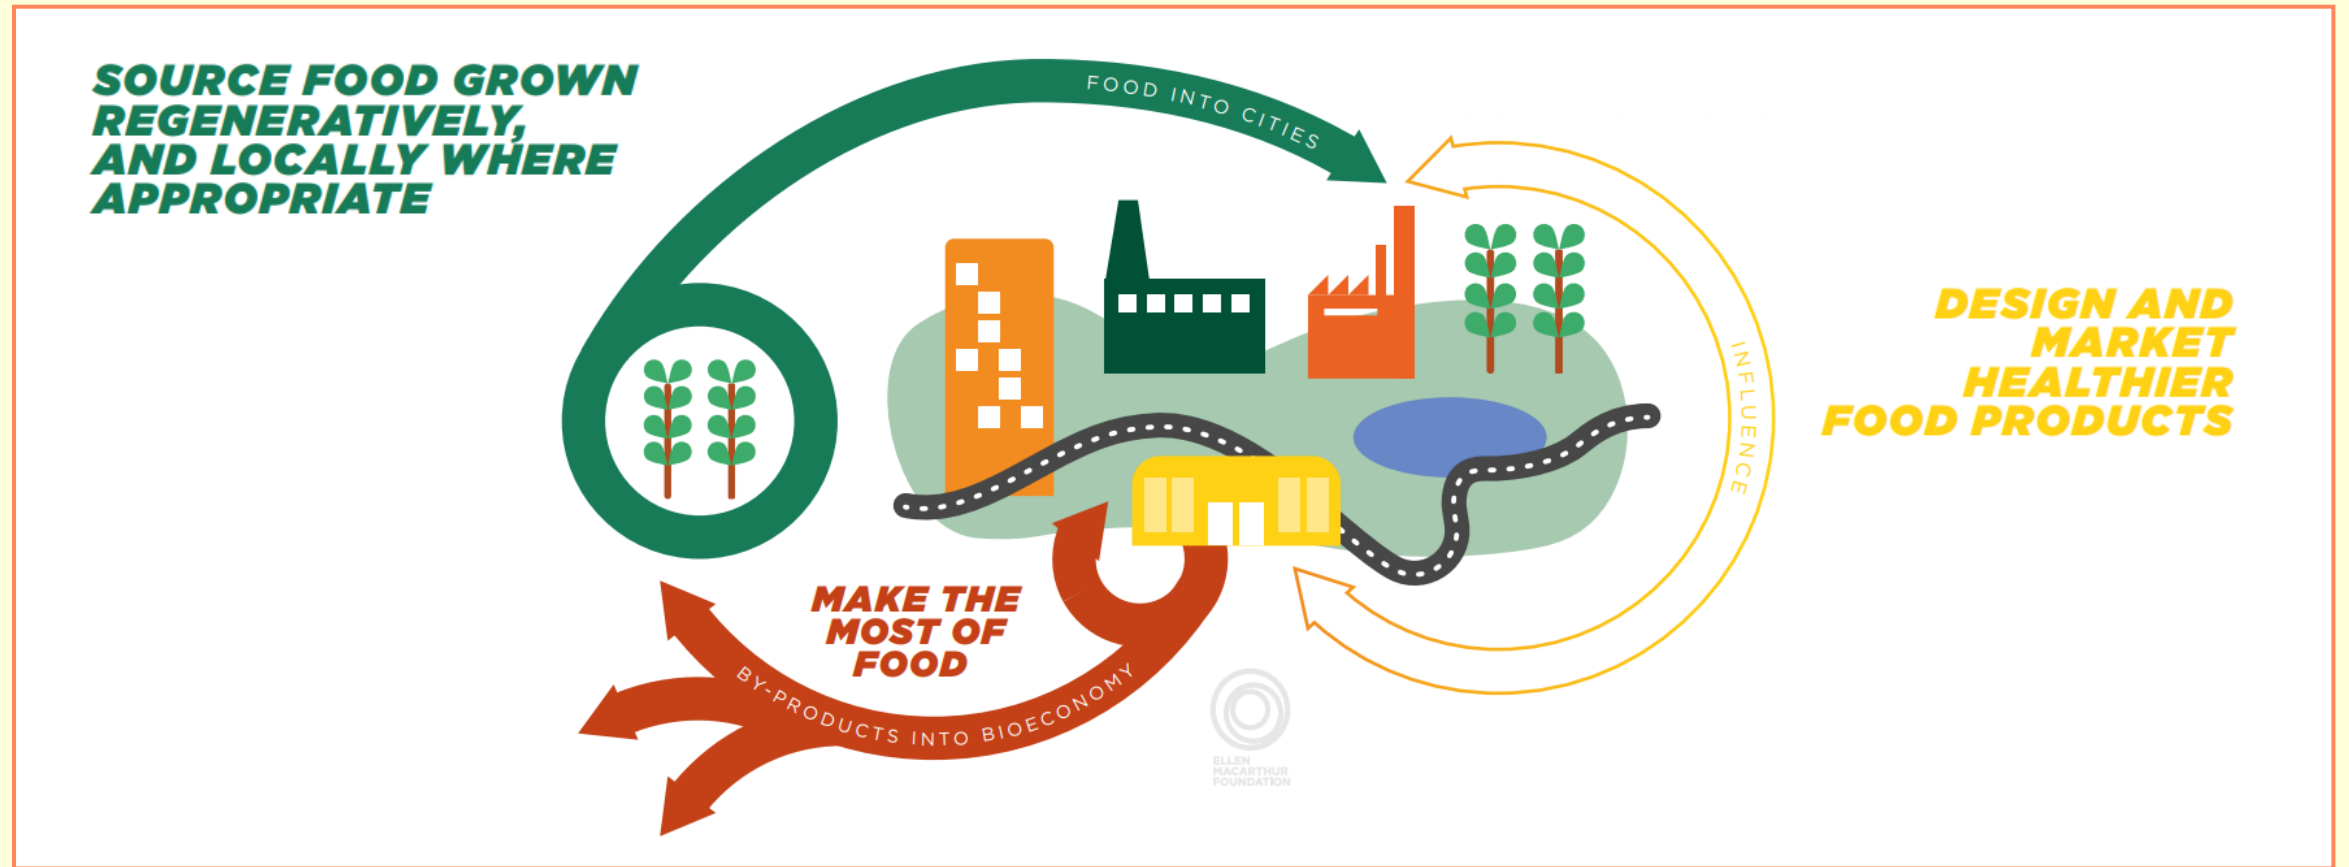 SOURCE FOOD GROWN
REGENERATIVELY,
AND LOCALLY WHERE
APPROPRIATE
FOOD INTO CITIES
DESIGN AND
MARKET
HEALTHIER
FOOD PRODUCTS
INFLUENCE
MAKE THE
MOST OF
FOOD
BY-PRODUCTS INTO BIOECONOMY
ELLEN
MACARTHUR
FOUNDATION